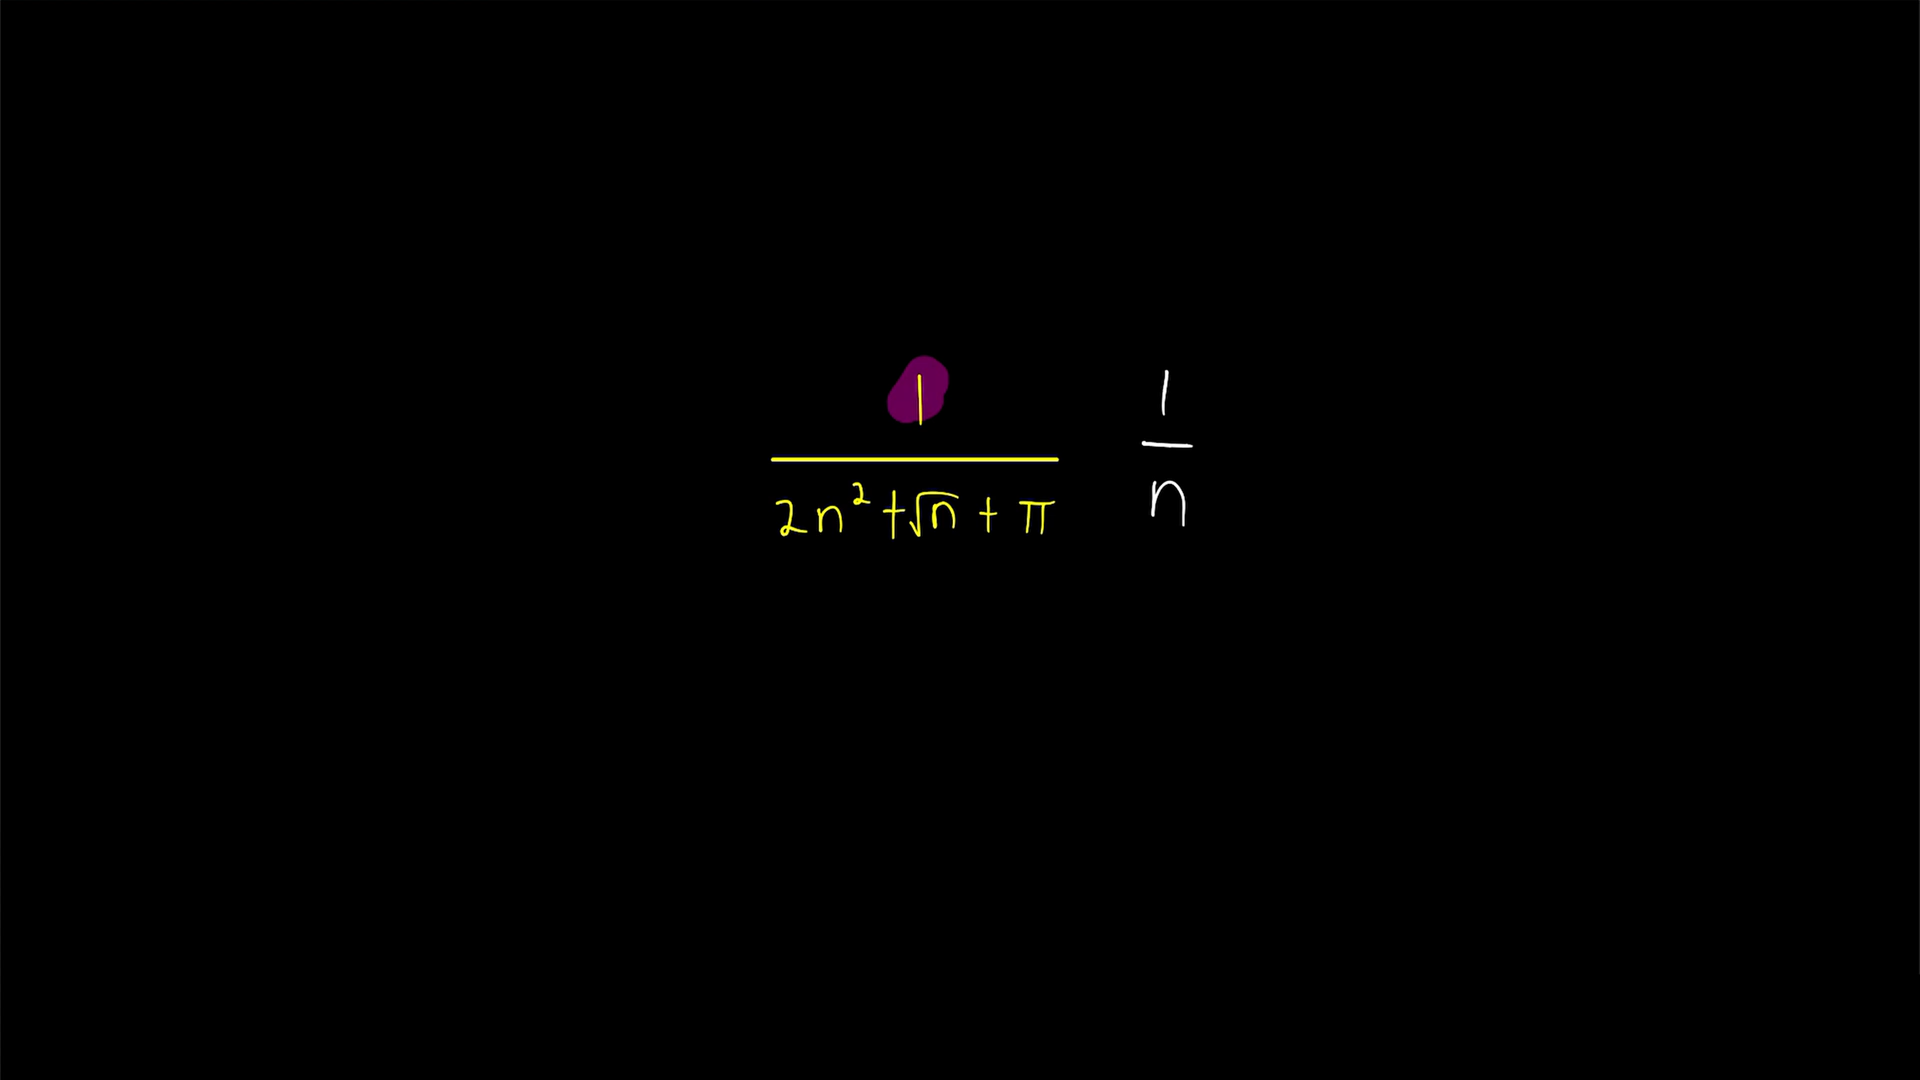 1 1
2n² + √n + π n